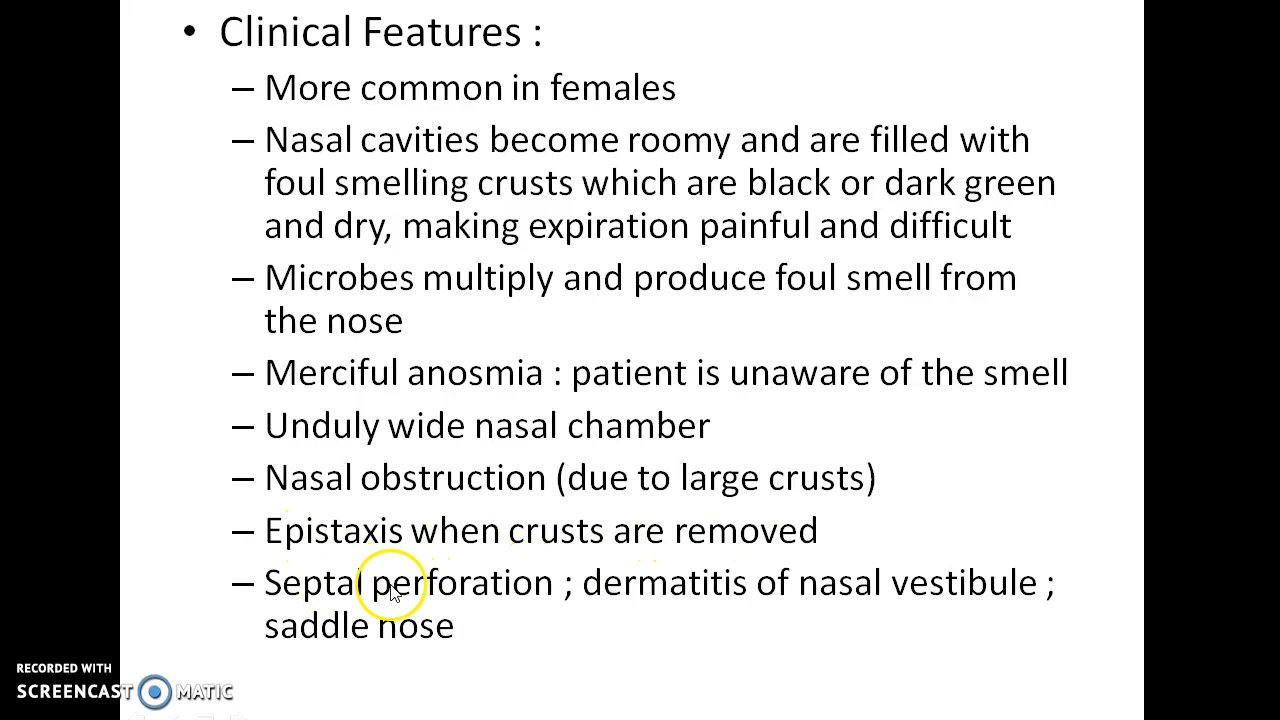 • Clinical Features :
– More common in females
– Nasal cavities become roomy and are filled with
foul smelling crusts which are black or dark green
and dry, making expiration painful and difficult
– Microbes multiply and produce foul smell from
the nose
– Merciful anosmia : patient is unaware of the smell
– Unduly wide nasal chamber
– Nasal obstruction (due to large crusts)
– Epistaxis when crusts are removed
– Septal perforation ; dermatitis of nasal vestibule ;
saddle nose
RECORDED WITH
SCREENCAST MATIC